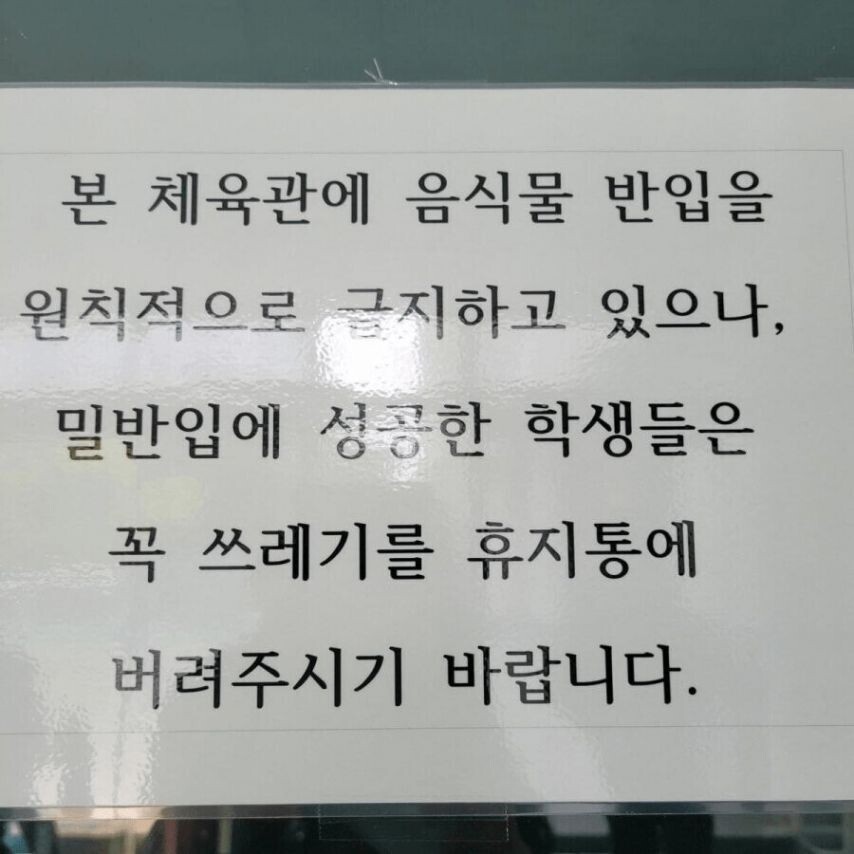 본 체육관에 음식물 반입을
원칙적으로 금지하고 있으나,
밀반입에 성공한 학생들은
꼭 쓰레기를 휴지통에
버려주시기 바랍니다.